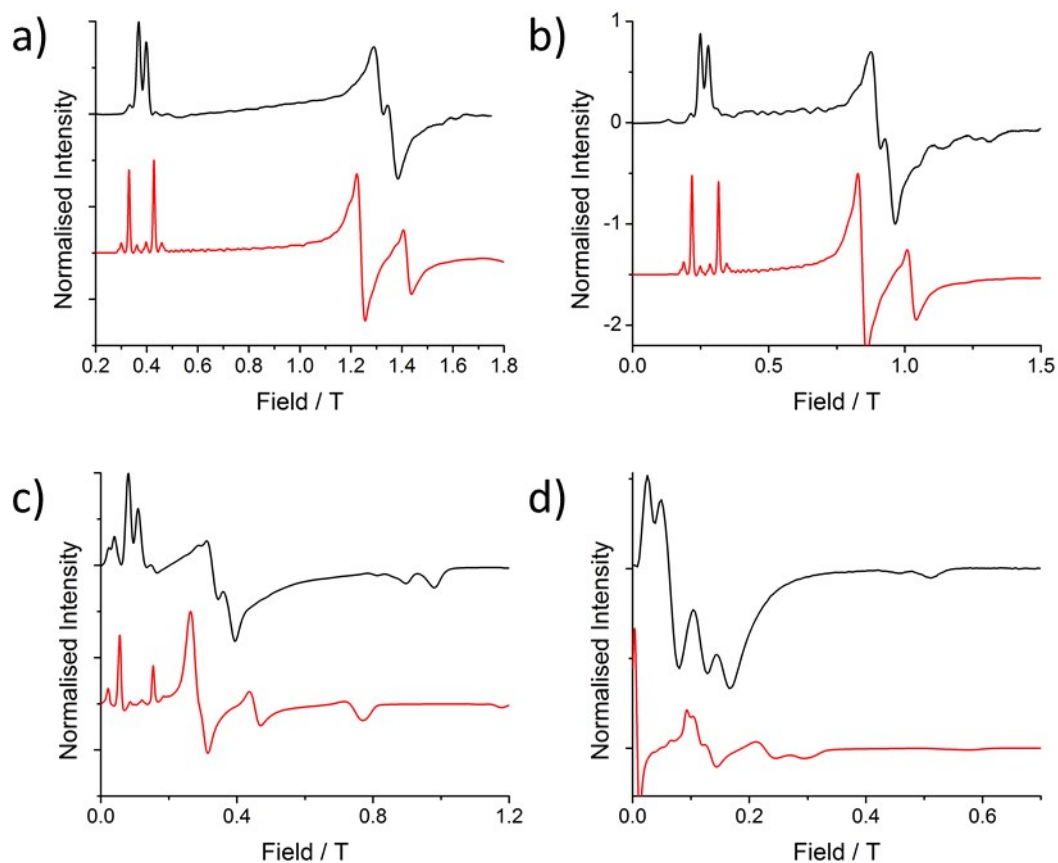 a)
Normalised Intensity
0.2 0.4 0.6 0.8 1.0 1.2 1.4 1.6 1.8
Field / T
b)
Normalised Intensity
1
0
-1
-2
0.0 0.5 1.0 1.5
Field / T
c)
Normalised Intensity
0.0 0.4 0.8 1.2
Field / T
d)
Normalised Intensity
0.0 0.2 0.4 0.6
Field / T